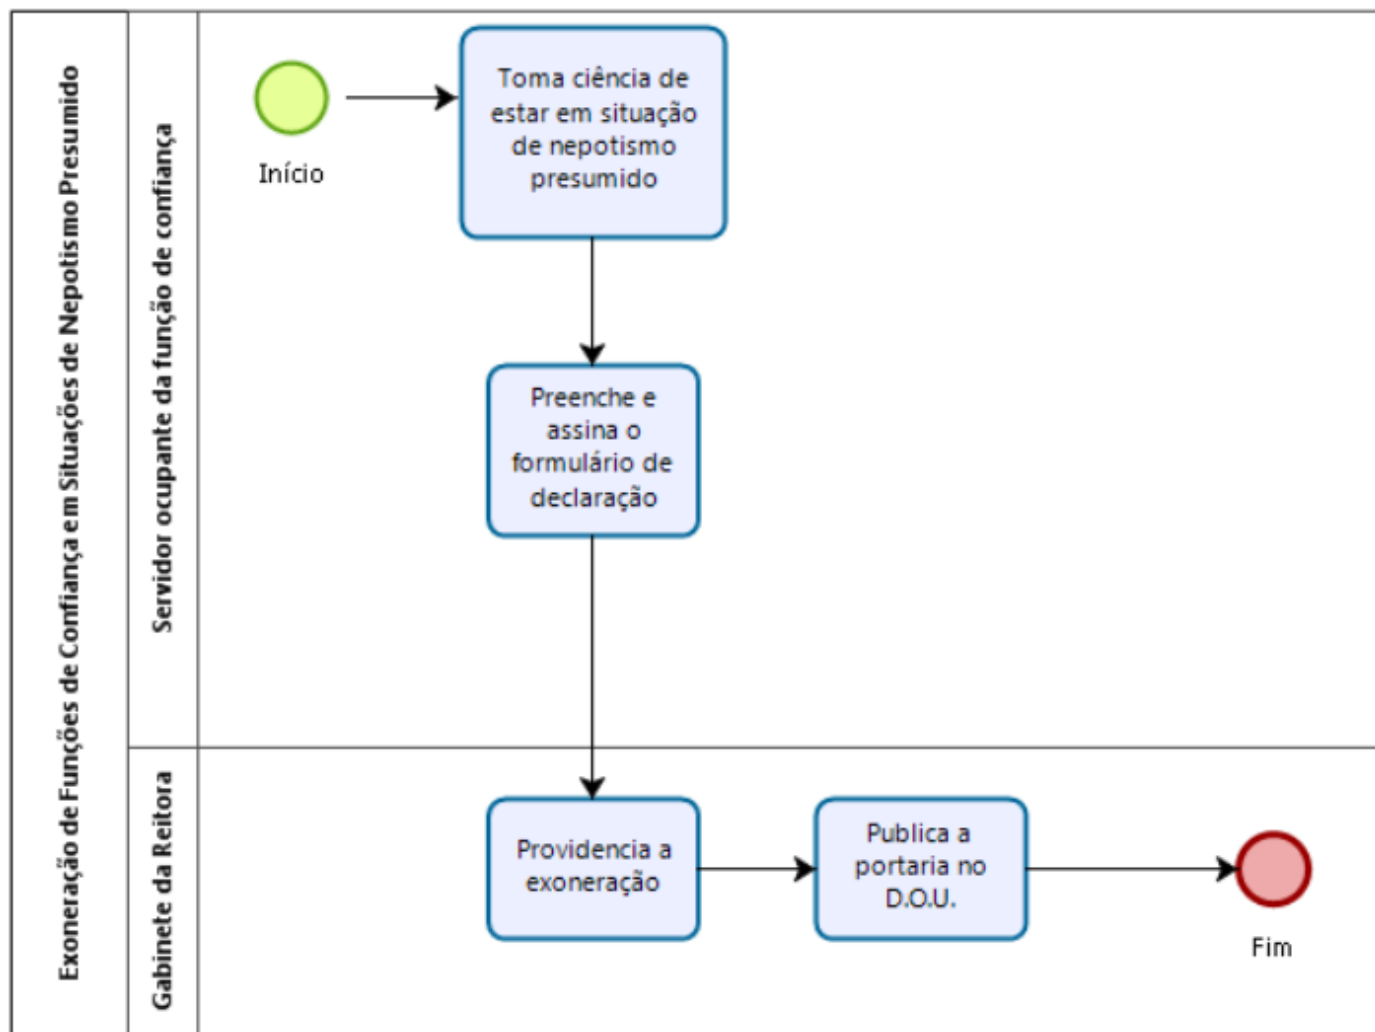 Exoneração de Funções de Confiança em Situações de Nepotismo Presumido
Servidor ocupante da função de confiança
Início
Toma ciência de
estar em situação
de nepotismo
presumido
Preenche e
assina o
formulário de
declaração
Gabinete da Reitora
Providencia a
exoneração
Publica a
portaria no
D.O.U.
Fim